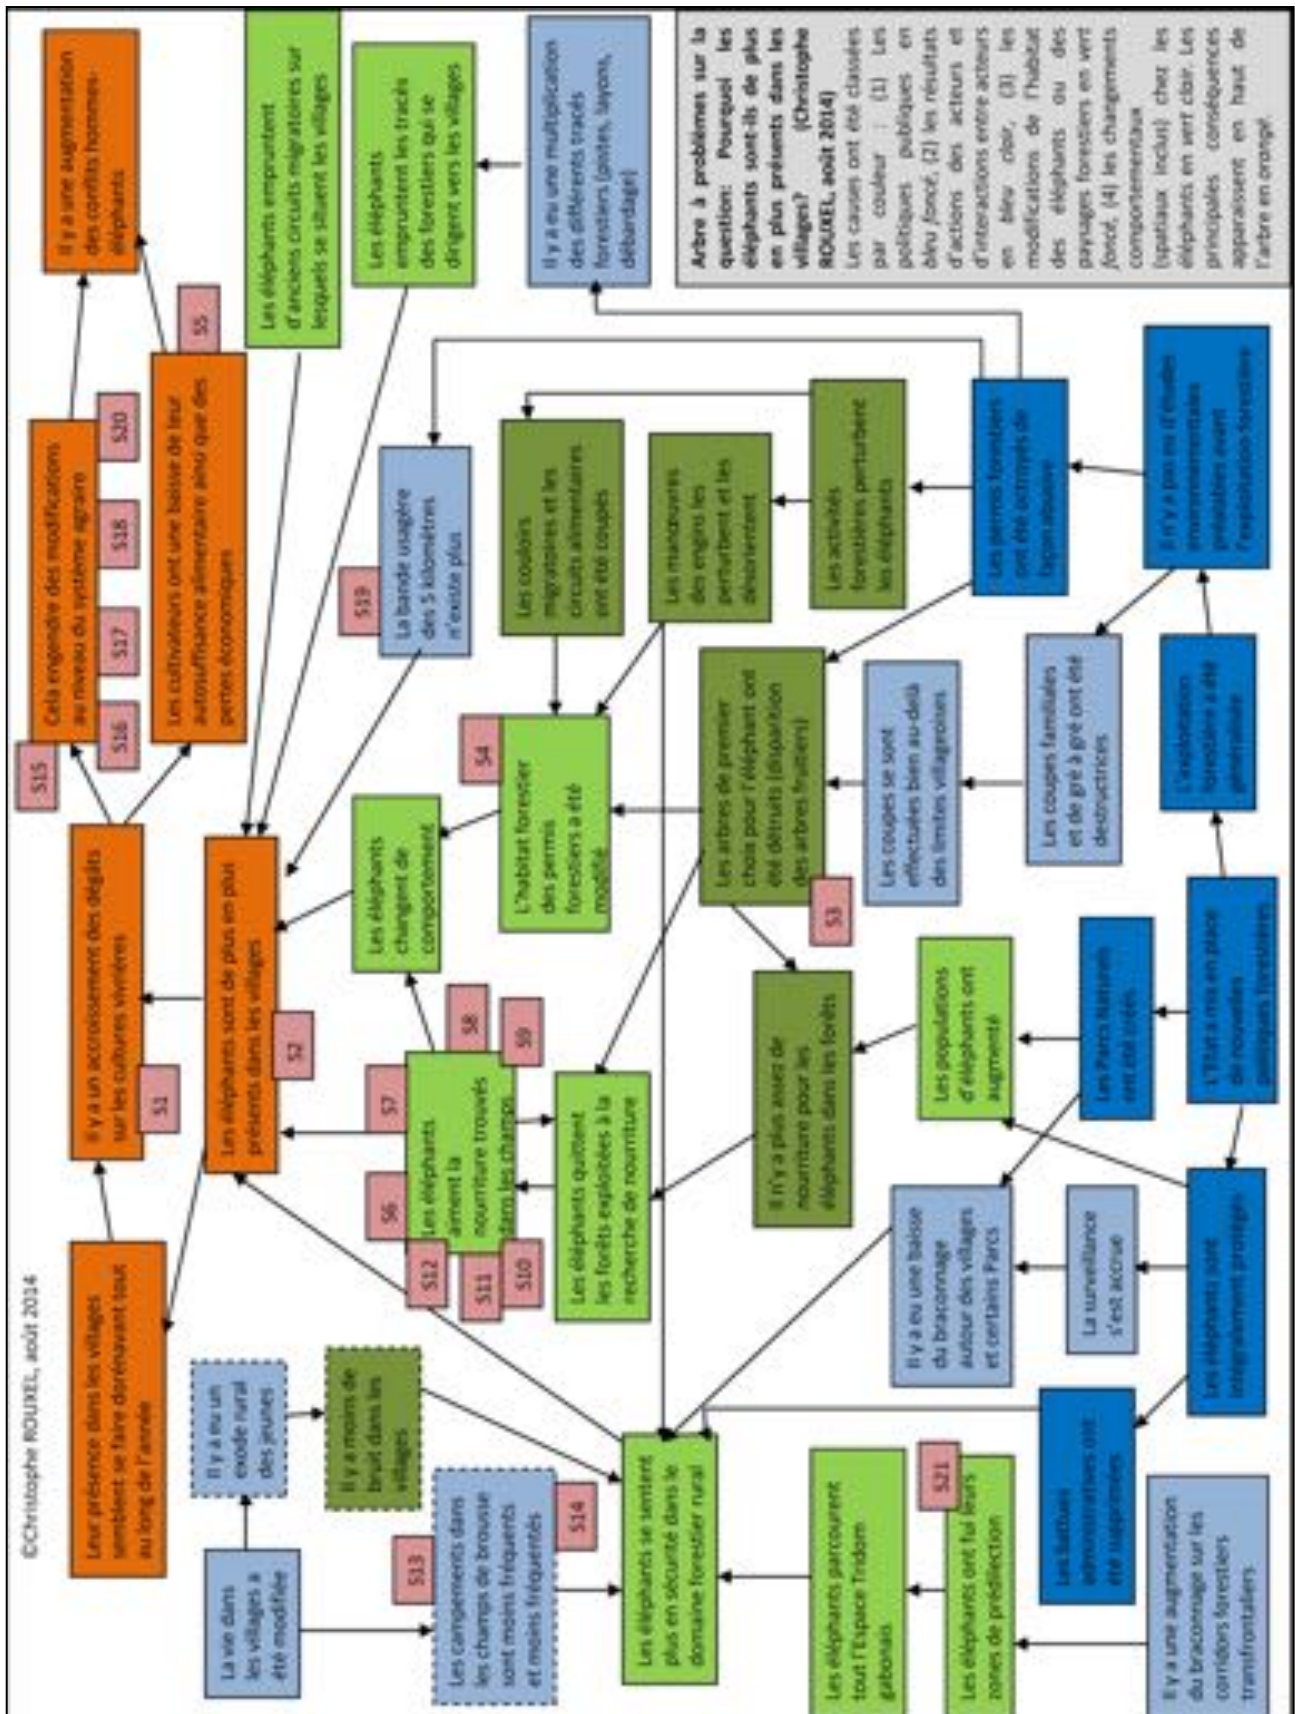 ©Christophe ROUXEL, août 2014
Leur présence dans les villages
semblent se faire dorénavant tout
au long de l'année
Il y a un accroissement des dégâts
sur les cultures vivrières
S1
S15
Cela engendre des modifications
au niveau du système agraire
S16
S17
S18
S20
Il y a une augmentation
des conflits hommes-
éléphants
Les cultivateurs ont une baisse de leur
autosuffisance alimentaire ainsi que des
pertes économiques
S5
La vie dans
les villages a
été modifiée
Il y a eu un
exode rural
des jeunes
Il y a moins de
bruit dans les
villages
Les éléphants sont de plus en plus
présents dans les villages
S2
Les éléphants empruntent
d'anciens circuits migratoires sur
lesquels se situent les villages
Les éléphants
empruntent les tracés
des forestiers qui se
dirigent vers les villages
S13
Les campements dans
les champs de brousse
sont moins fréquents
et moins fréquentés
S14
S6
S7
S8
S9
S10
S11
S12
Les éléphants
aiment la
nourriture trouvés
dans les champs
Les éléphants
changent de
comportement
S19
La bande usagère
des 5 kilomètres
n'existe plus
Il y a eu une multiplication
des différents tracés
forestiers (pistes, layons,
débardage)
Les éléphants se sentent
plus en sécurité dans le
domaine forestier rural
Les éléphants quittent
les forêts exploitées à la
recherche de nourriture
S4
L'habitat forestier
des permis
forestiers a été
modifié
Les couloirs
migratoires et les
circuits alimentaires
ont été coupés
Les manœuvres
des engins les
perturbent et les
désorientent
Il n'y a plus assez de
nourriture pour les
éléphants dans les forêts
Les arbres de premier
choix pour l'éléphant ont
été détruits (disparition
des arbres fruitiers)
S3
Les activités
forestières perturbent
les éléphants
Les éléphants parcourent
tout l'Espace Tridom
gabonais
S21
Les éléphants ont fui leurs
zones de prédilection
Il y a eu une baisse
du braconnage
autour des villages
et certains Parcs
Les populations
d'éléphants ont
augmenté
Les coupes se sont
effectuées bien au-delà
des limites villageoises
Les permis forestiers
ont été octroyés de
façon abusive
Les battues
administratives ont
été supprimées
La surveillance
s'est accrue
Les Parcs Nationaux
ont été créés
Les coupes familiales
et de gré à gré ont été
destructrices
Il n'y a pas eu d'études
environnementales
préalables avant
l'exploitation forestière
Il y a une augmentation
du braconnage sur les
corridors forestiers
transfrontaliers
Les éléphants sont
intégralement protégés
L'Etat a mis en place
de nouvelles
politiques forestières
L'exploitation
forestière a été
généralisée
Arbre à problèmes sur la
question: Pourquoi les
éléphants sont-ils de plus
en plus présents dans les
villages? (Christophe
ROUXEL, août 2014)
Les causes ont été classées
par couleur : (1) Les
politiques publiques en
bleu foncé, (2) les résultats
d'actions des acteurs et
d'interactions entre acteurs
en bleu clair, (3) les
modifications de l'habitat
des éléphants ou des
paysages forestiers en vert
foncé, (4) les changements
comportementaux
(spatiaux inclus) chez les
éléphants en vert clair. Les
principales conséquences
apparaissent en haut de
l'arbre en orangé.